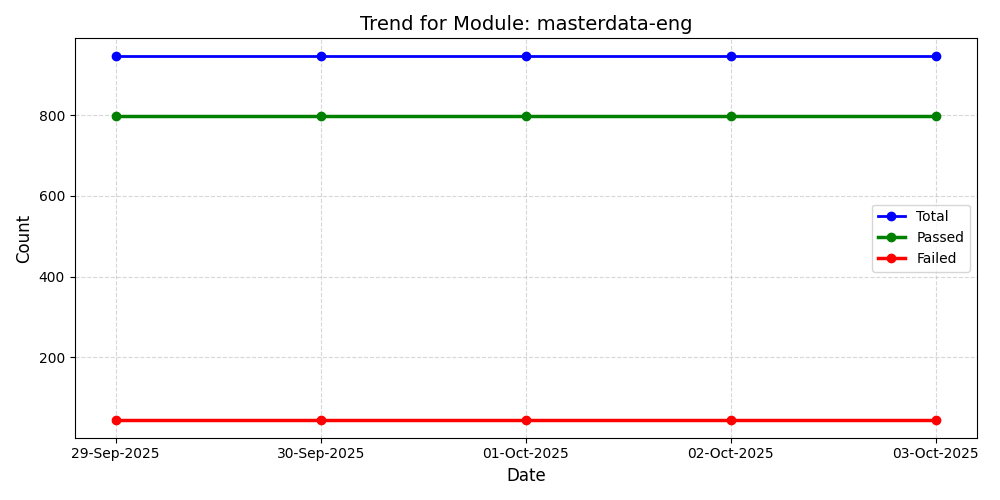 Trend for Module: masterdata-eng
Count
800
600
400
200
Total
Passed
Failed
29-Sep-2025
30-Sep-2025
01-Oct-2025
02-Oct-2025
03-Oct-2025
Date